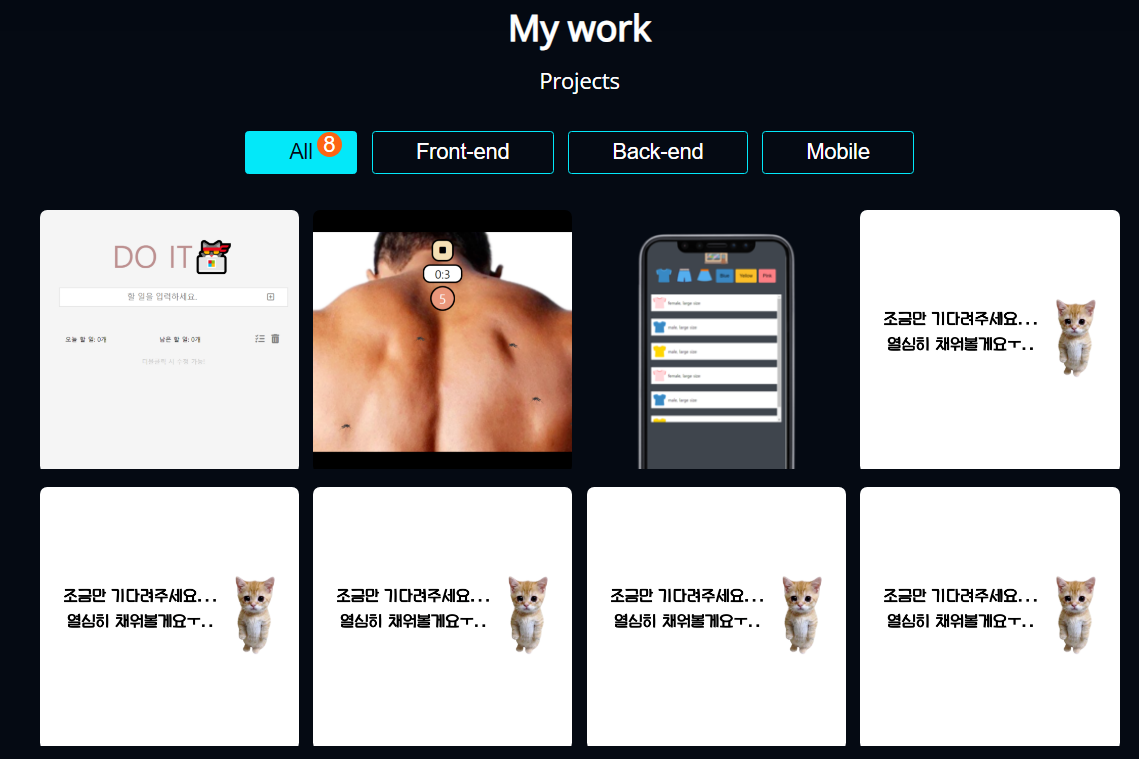 My work
Projects
All 8
Front-end
Back-end
Mobile
DO IT
할 일을 입력하세요.
오늘 할 일: 0개
남은 할 일: 0개
0:3
5
Blue
Yellow
Pink
female, large size
male, large size
female, large size
female, large size
male, large size
조금만 기다려주세요...
열심히 채워볼게요ㅜ..
조금만 기다려주세요...
열심히 채워볼게요ㅜ..
조금만 기다려주세요...
열심히 채워볼게요ㅜ..
조금만 기다려주세요...
열심히 채워볼게요ㅜ..
조금만 기다려주세요...
열심히 채워볼게요ㅜ..